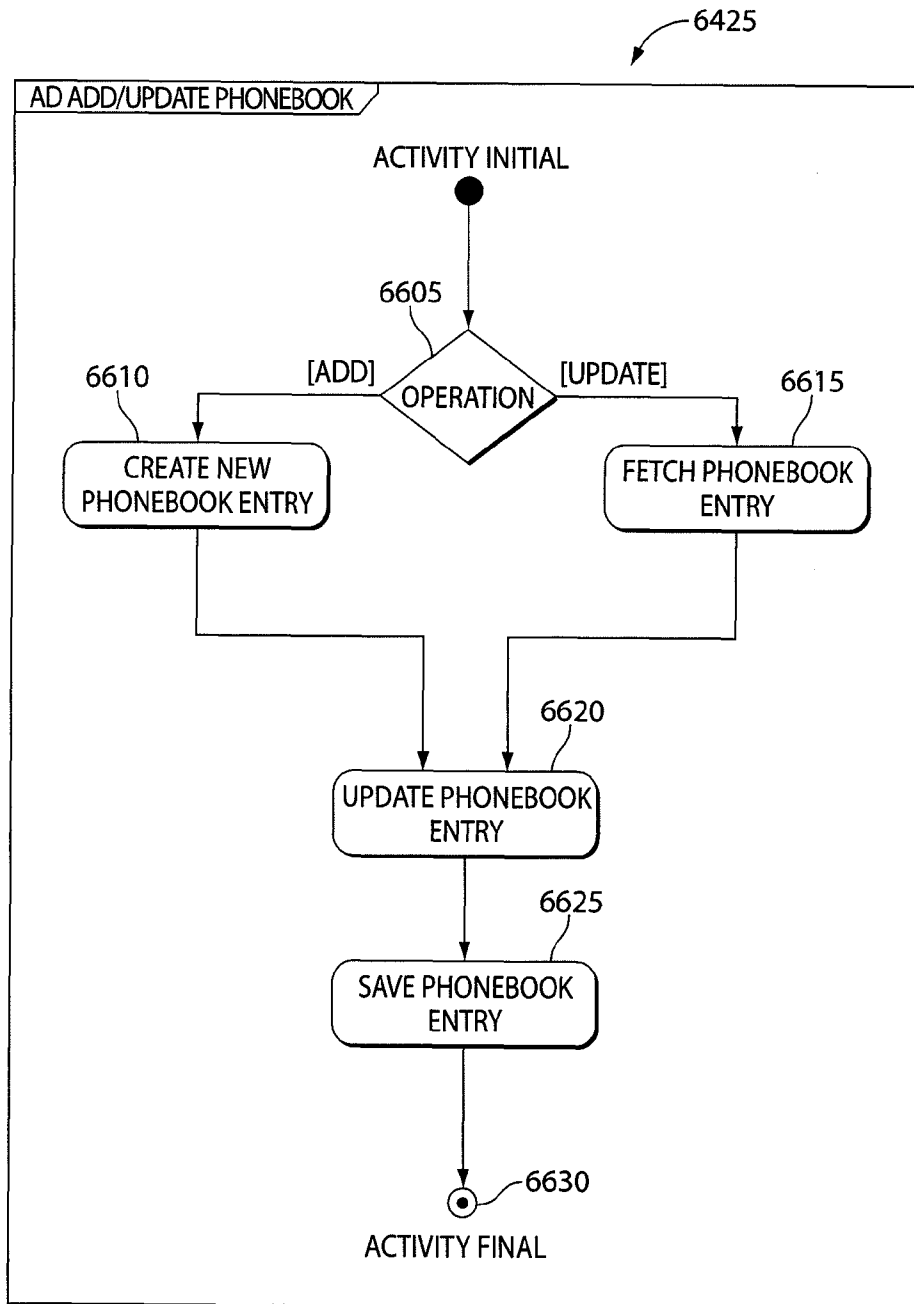 6425
AD ADD/UPDATE PHONEBOOK
ACTIVITY INITIAL
6605
[ADD]
OPERATION
[UPDATE]
6610
CREATE NEW
PHONEBOOK ENTRY
6615
FETCH PHONEBOOK
ENTRY
6620
UPDATE PHONEBOOK
ENTRY
6625
SAVE PHONEBOOK
ENTRY
6630
ACTIVITY FINAL